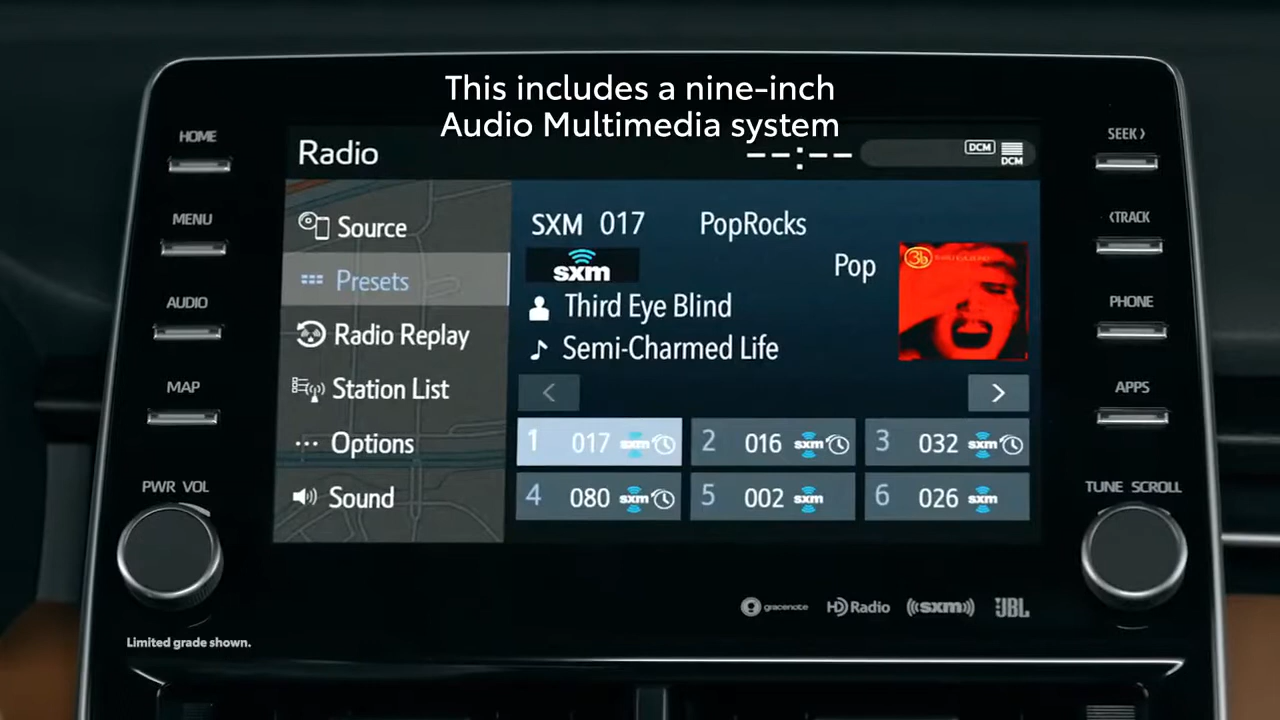 This includes a nine-inch
Audio Multimedia system
HOME
MENU
AUDIO
MAP
PWR VOL
Radio
--:--
DCM
DCM
Source
Presets
Radio Replay
Station List
Options
Sound
SXM 017 PopRocks
sxm
Pop
3b
Third Eye Blind
Semi-Charmed Life
<
>
1 017 sxm
2 016 sxm
3 032 sxm
4 080 sxm
5 002 sxm
6 026 sxm
SEEK >
< TRACK
PHONE
APPS
TUNE SCROLL
gracenote
HD Radio
((sxm))
JBL
Limited grade shown.